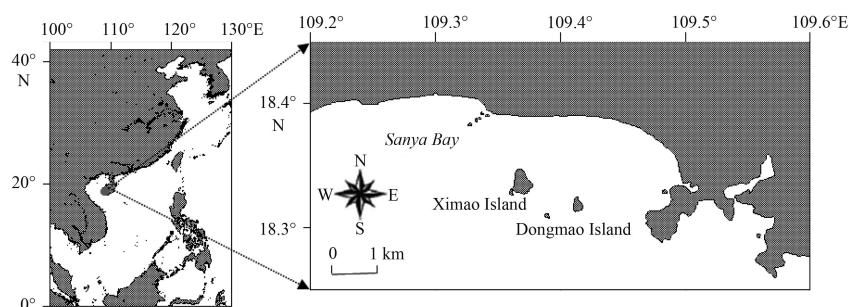 100° 110° 120° 130°E
40°
N
20°
0°
109.2° 109.3° 109.4° 109.5° 109.6°E
18.4°
N
18.3°
Sanya Bay
N
W E
S
Ximao Island
Dongmao Island
0 1 km